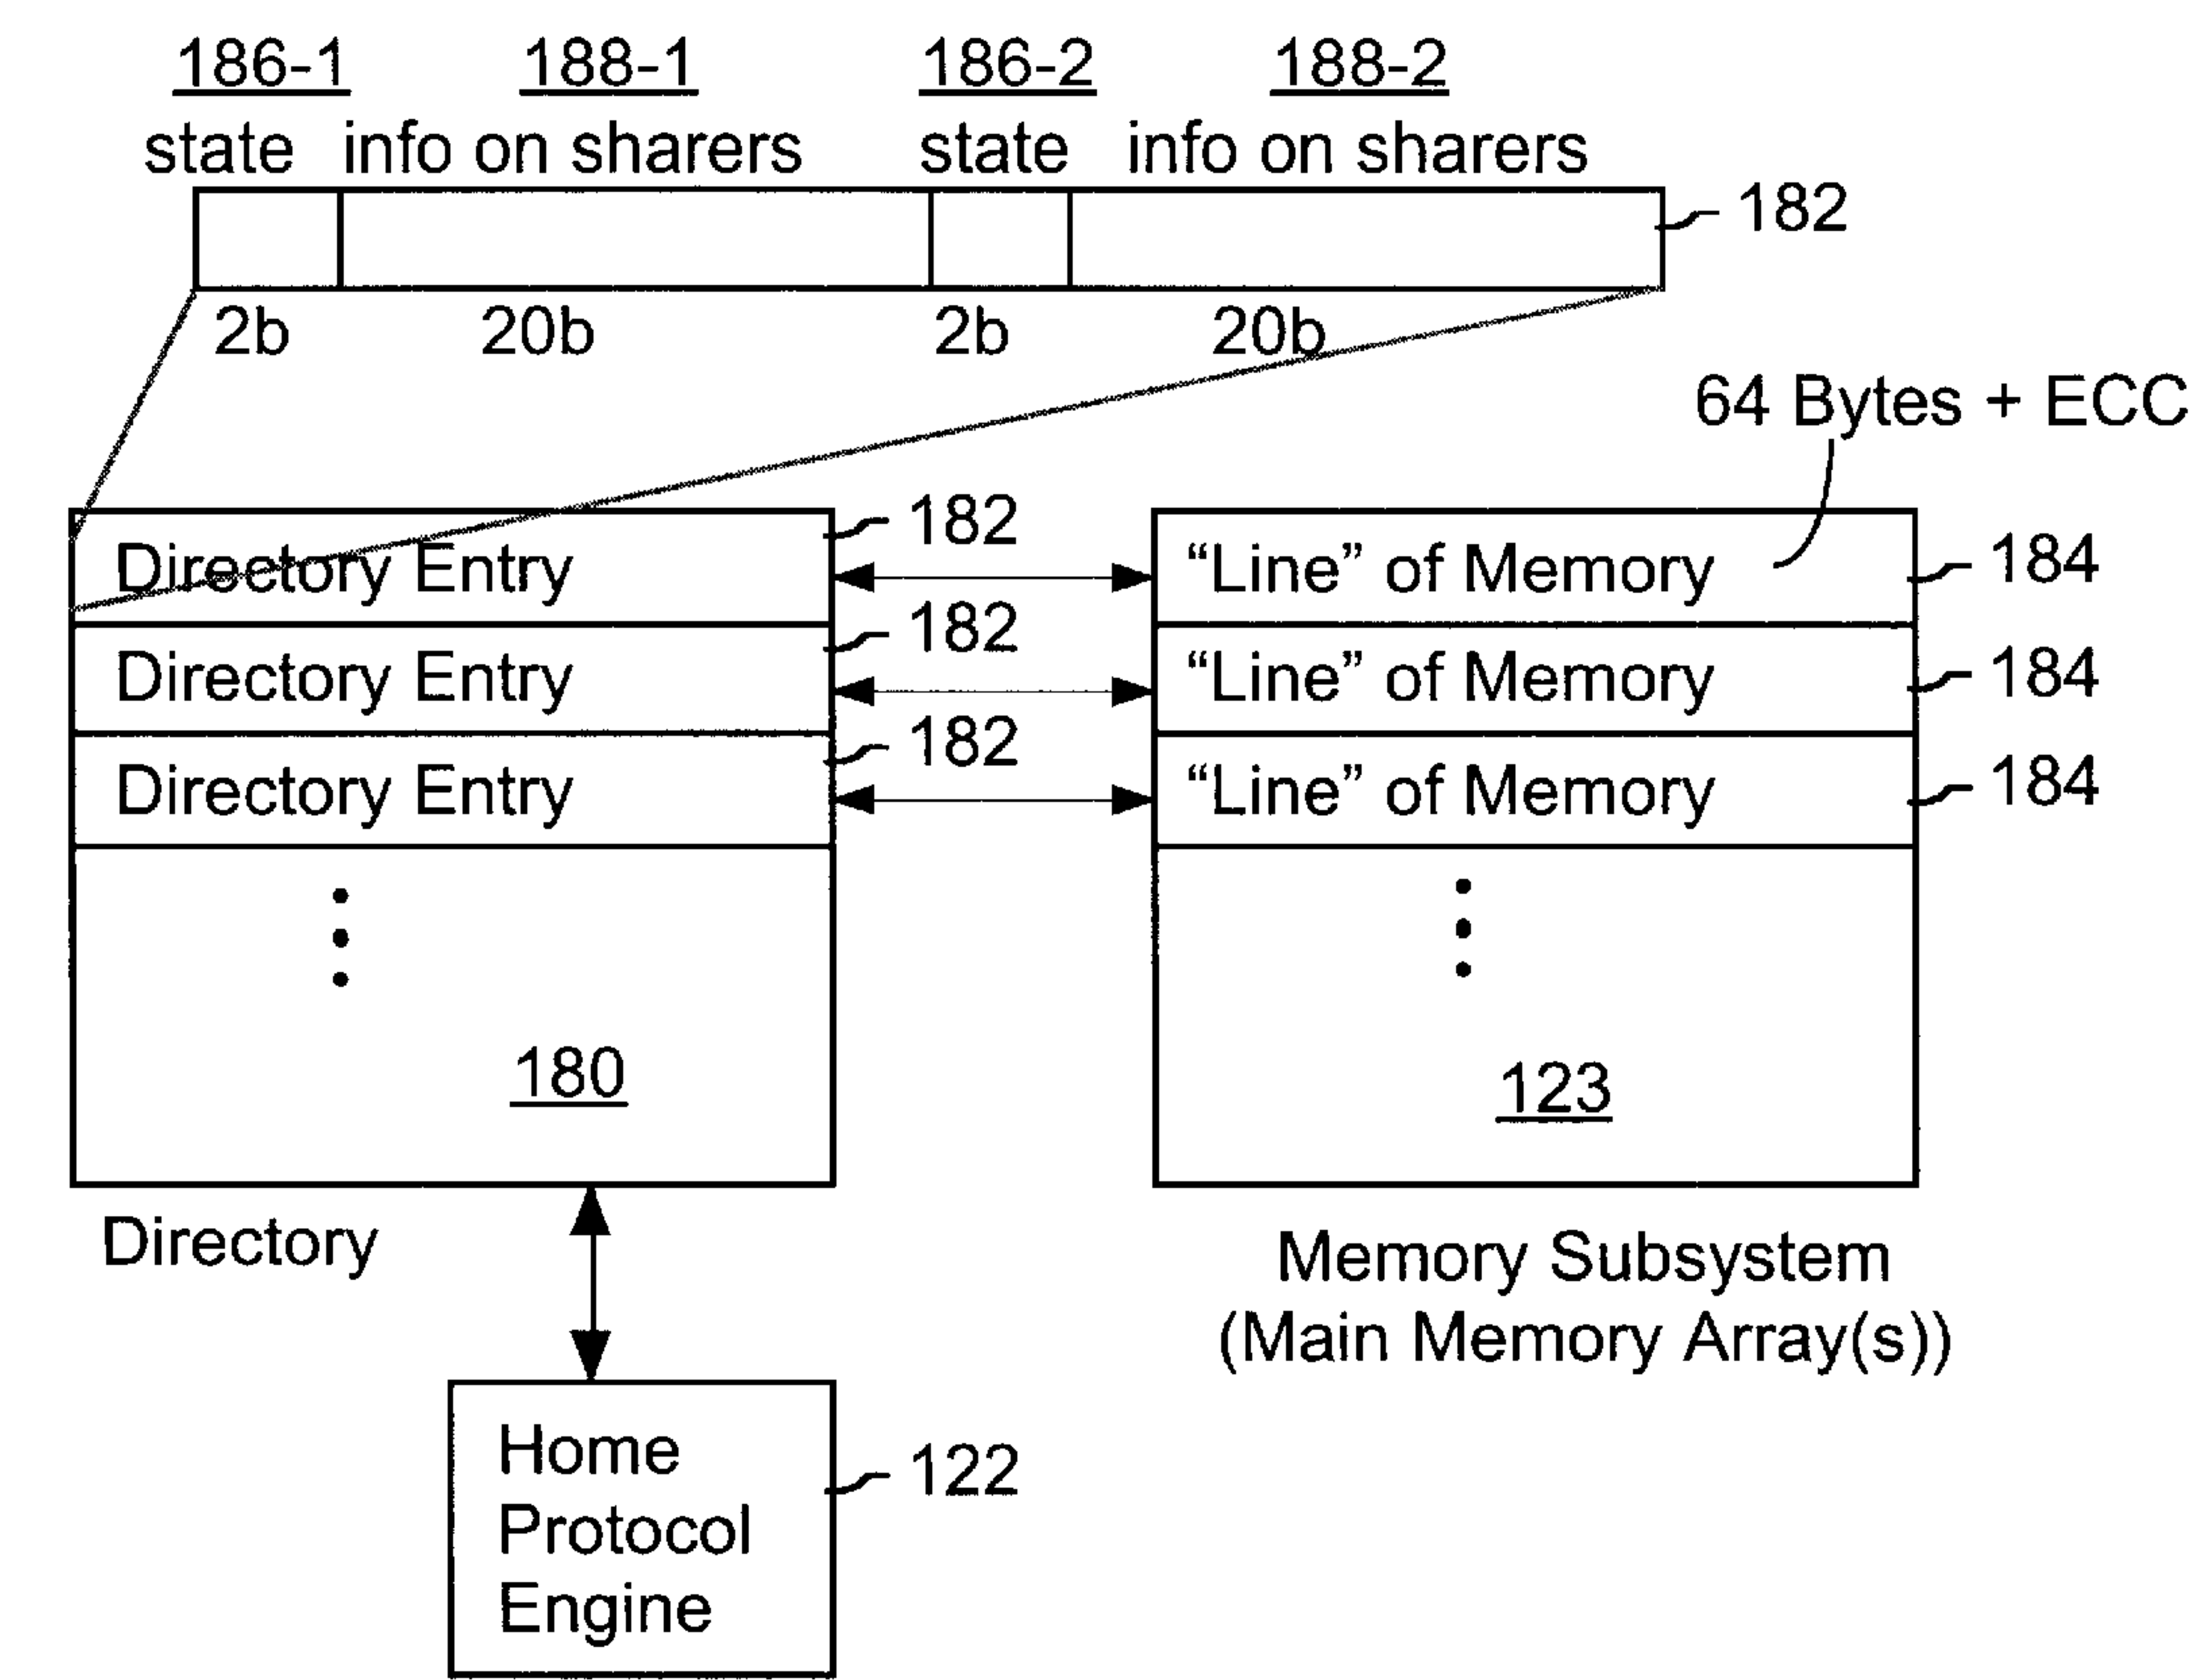 186-1 188-1 186-2 188-2
state info on sharers state info on sharers
182
2b 20b 2b 20b
64 Bytes + ECC
182
Directory Entry
“Line” of Memory
184
182
Directory Entry
“Line” of Memory
184
182
Directory Entry
“Line” of Memory
184
180
123
Directory
Memory Subsystem
(Main Memory Array(s))
Home
Protocol
Engine
122